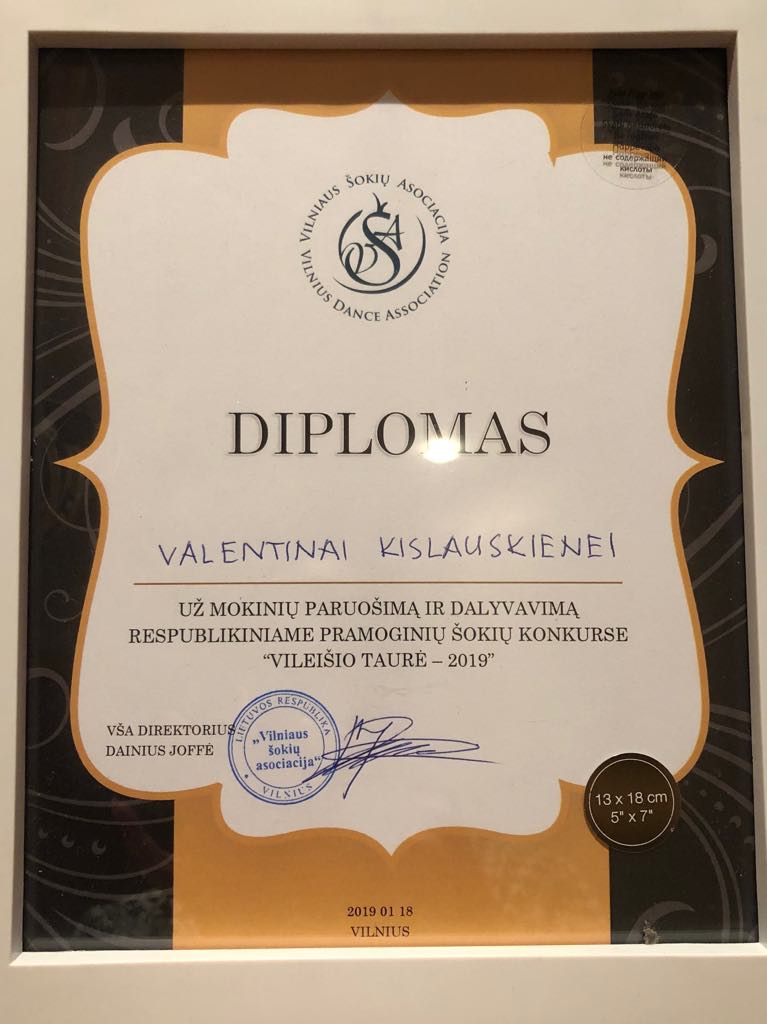 не содержащие
кислоты
VILNIAUS ŠOKIŲ ASOCIACIJA
VILNIUS DANCE ASSOCIATION
VŠA
DIPLOMAS
VALENTINAI KISLAUSKIENEI
UŽ MOKINIŲ PARUOŠIMĄ IR DALYVAVIMĄ
RESPUBLIKINIAME PRAMOGINIŲ ŠOKIŲ KONKURSE
“VILEIŠIO TAURĖ – 2019”
VŠA DIREKTORIUS
DAINIUS JOFFĖ
LIETUVOS RESPUBLIKA
„Vilniaus
šokių
asociacija“
VILNIUS
13 x 18 cm
5" x 7"
2019 01 18
VILNIUS